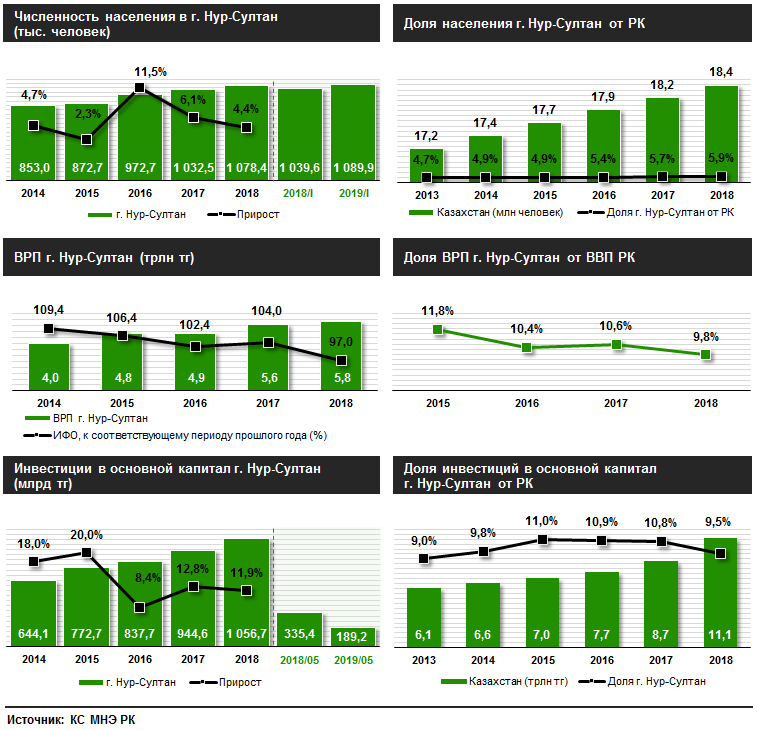 Численность населения в г. Нур-Султан
(тыс. человек)
11,5%
4,7%
2,3%
6,1%
4,4%
853,0 872,7 972,7 1 032,5 1 078,4 1 039,6 1 089,9
2014 2015 2016 2017 2018 2018/I 2019/I
г. Нур-Султан Прирост
Доля населения г. Нур-Султан от РК
17,2 17,4 17,7 17,9 18,2 18,4
4,7% 4,9% 4,9% 5,4% 5,7% 5,9%
2013 2014 2015 2016 2017 2018
Казахстан (млн человек) Доля г. Нур-Султан от РК
ВРП г. Нур-Султан (трлн тг)
109,4 106,4 102,4 104,0 97,0
4,0 4,8 4,9 5,6 5,8
2014 2015 2016 2017 2018
ВРП г. Нур-Султан
ИФО, к соответствующему периоду прошлого года (%)
Доля ВРП г. Нур-Султан от ВВП РК
11,8% 10,4% 10,6% 9,8%
2015 2016 2017 2018
Инвестиции в основной капитал г. Нур-Султан
(млрд тг)
18,0% 20,0% 8,4% 12,8% 11,9%
644,1 772,7 837,7 944,6 1 056,7 335,4 189,2
2014 2015 2016 2017 2018 2018/05 2019/05
г. Нур-Султан Прирост
Доля инвестиций в основной капитал
г. Нур-Султан от РК
9,0% 9,8% 11,0% 10,9% 10,8% 9,5%
6,1 6,6 7,0 7,7 8,7 11,1
2013 2014 2015 2016 2017 2018
Казахстан (трлн тг) Доля г. Нур-Султан
Источник: КС МНЭ РК